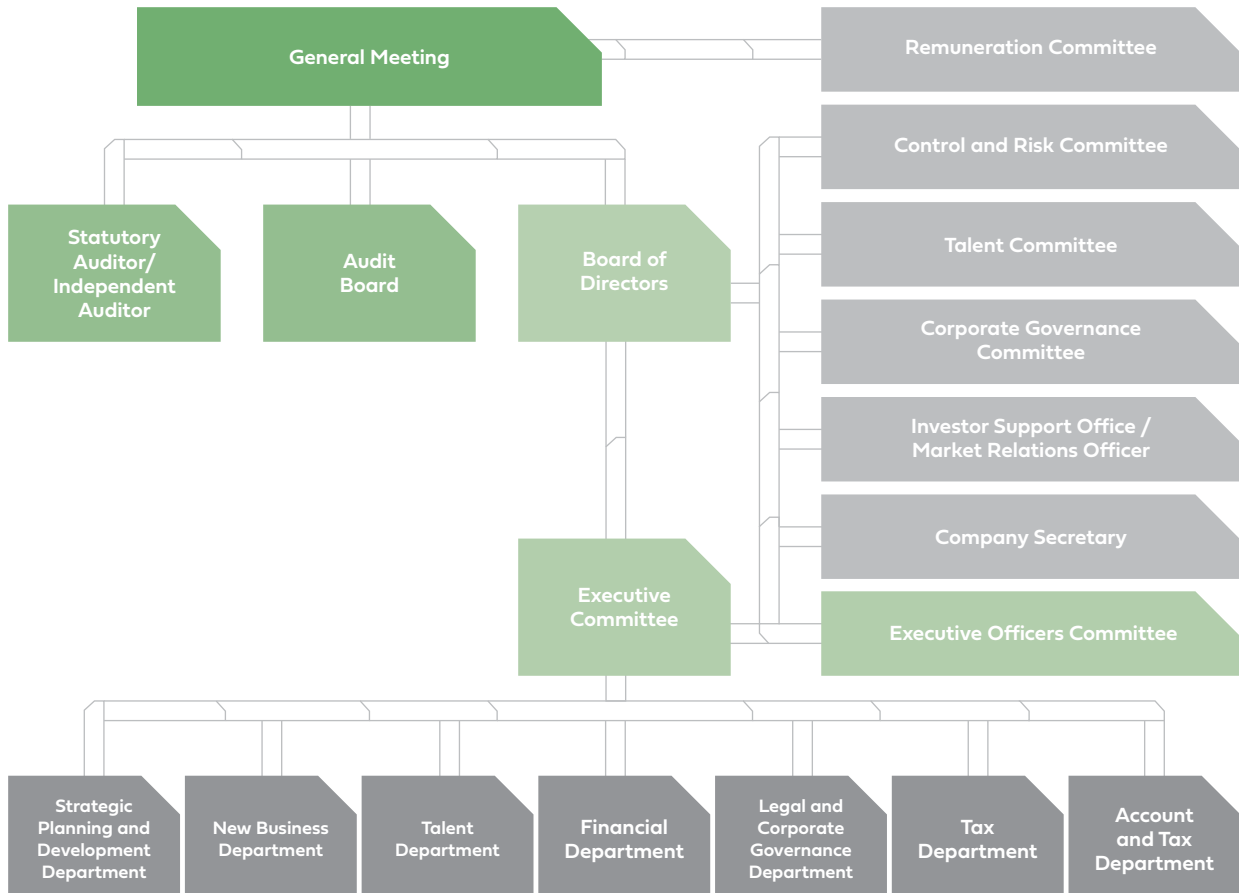 General Meeting
Remuneration Committee
Control and Risk Committee
Statutory
Auditor/
Independent
Auditor
Audit
Board
Board of
Directors
Talent Committee
Corporate Governance
Committee
Investor Support Office /
Market Relations Officer
Company Secretary
Executive
Committee
Executive Officers Committee
Strategic
Planning and
Development
Department
New Business
Department
Talent
Department
Financial
Department
Legal and
Corporate
Governance
Department
Tax
Department
Account
and Tax
Department